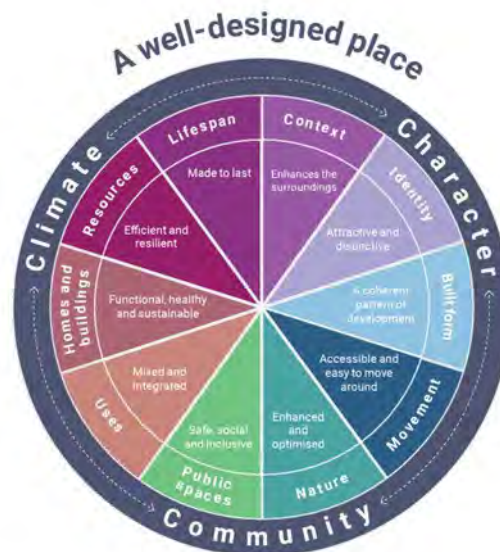 A well-designed place
Climate
Character
Community
Context
Enhances the
surroundings
Identity
Attractive and
distinctive
Built form
A coherent
pattern of
development
Movement
Accessible and
easy to move
around
Nature
Enhanced
and
optimised
Public
spaces
Safe, social
and inclusive
Uses
Mixed and
integrated
Homes and
buildings
Functional, healthy
and sustainable
Resources
Efficient and
resilient
Lifespan
Made to last